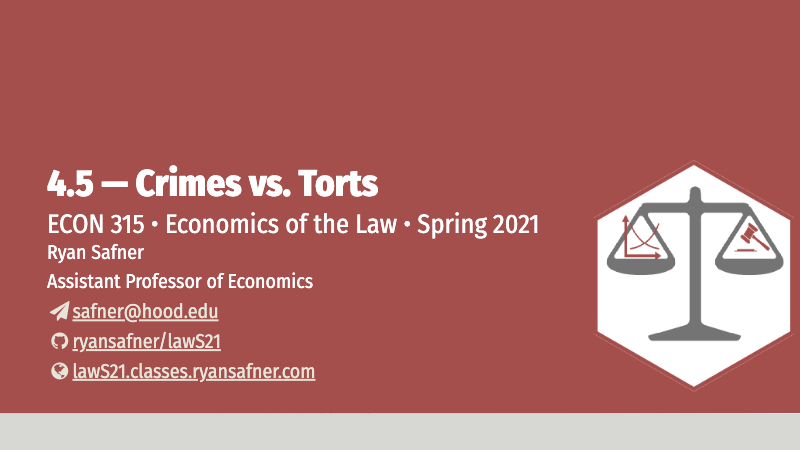 4.5 — Crimes vs. Torts
ECON 315 • Economics of the Law • Spring 2021
Ryan Safner
Assistant Professor of Economics
safner@hood.edu
ryansafner/lawS21
lawS21.classes.ryansafner.com